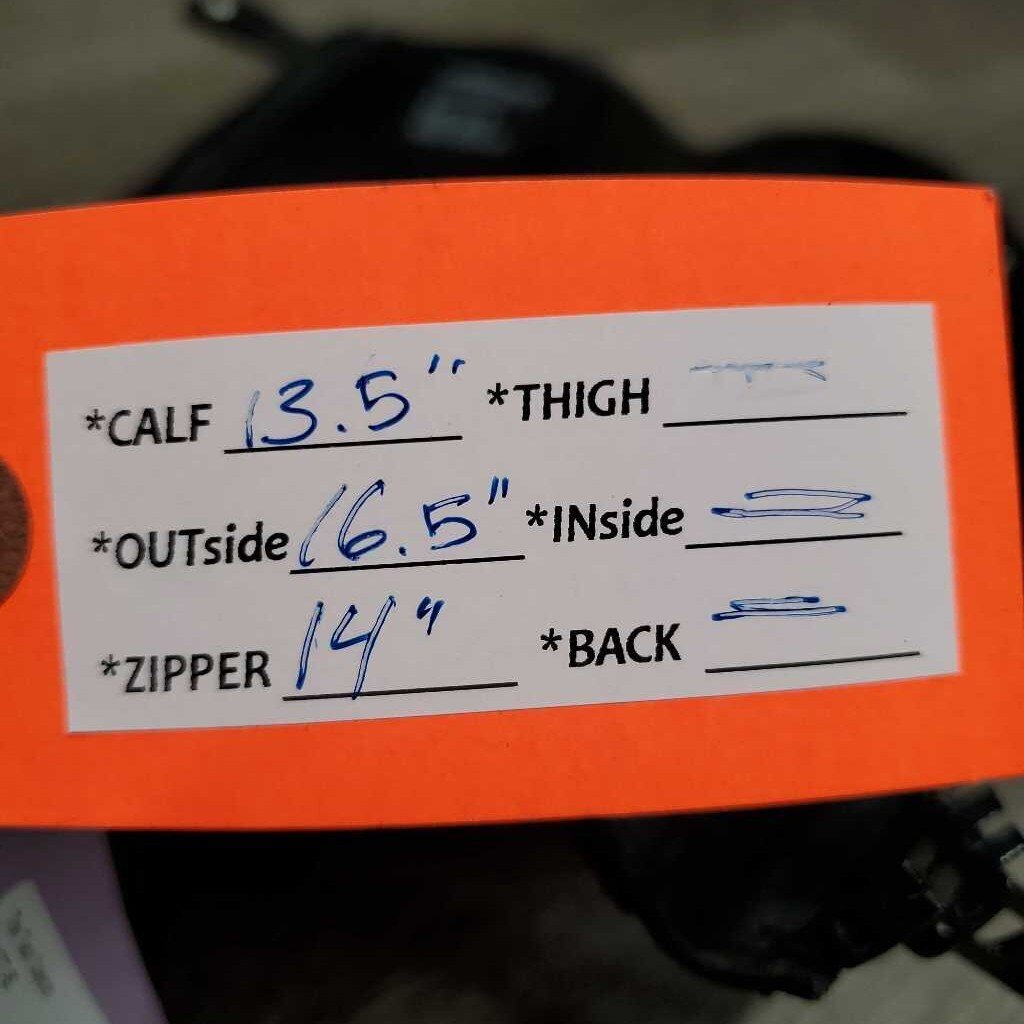 *CALF 13.5" *THIGH
*OUTside 16.5" *INside
*ZIPPER 14" *BACK